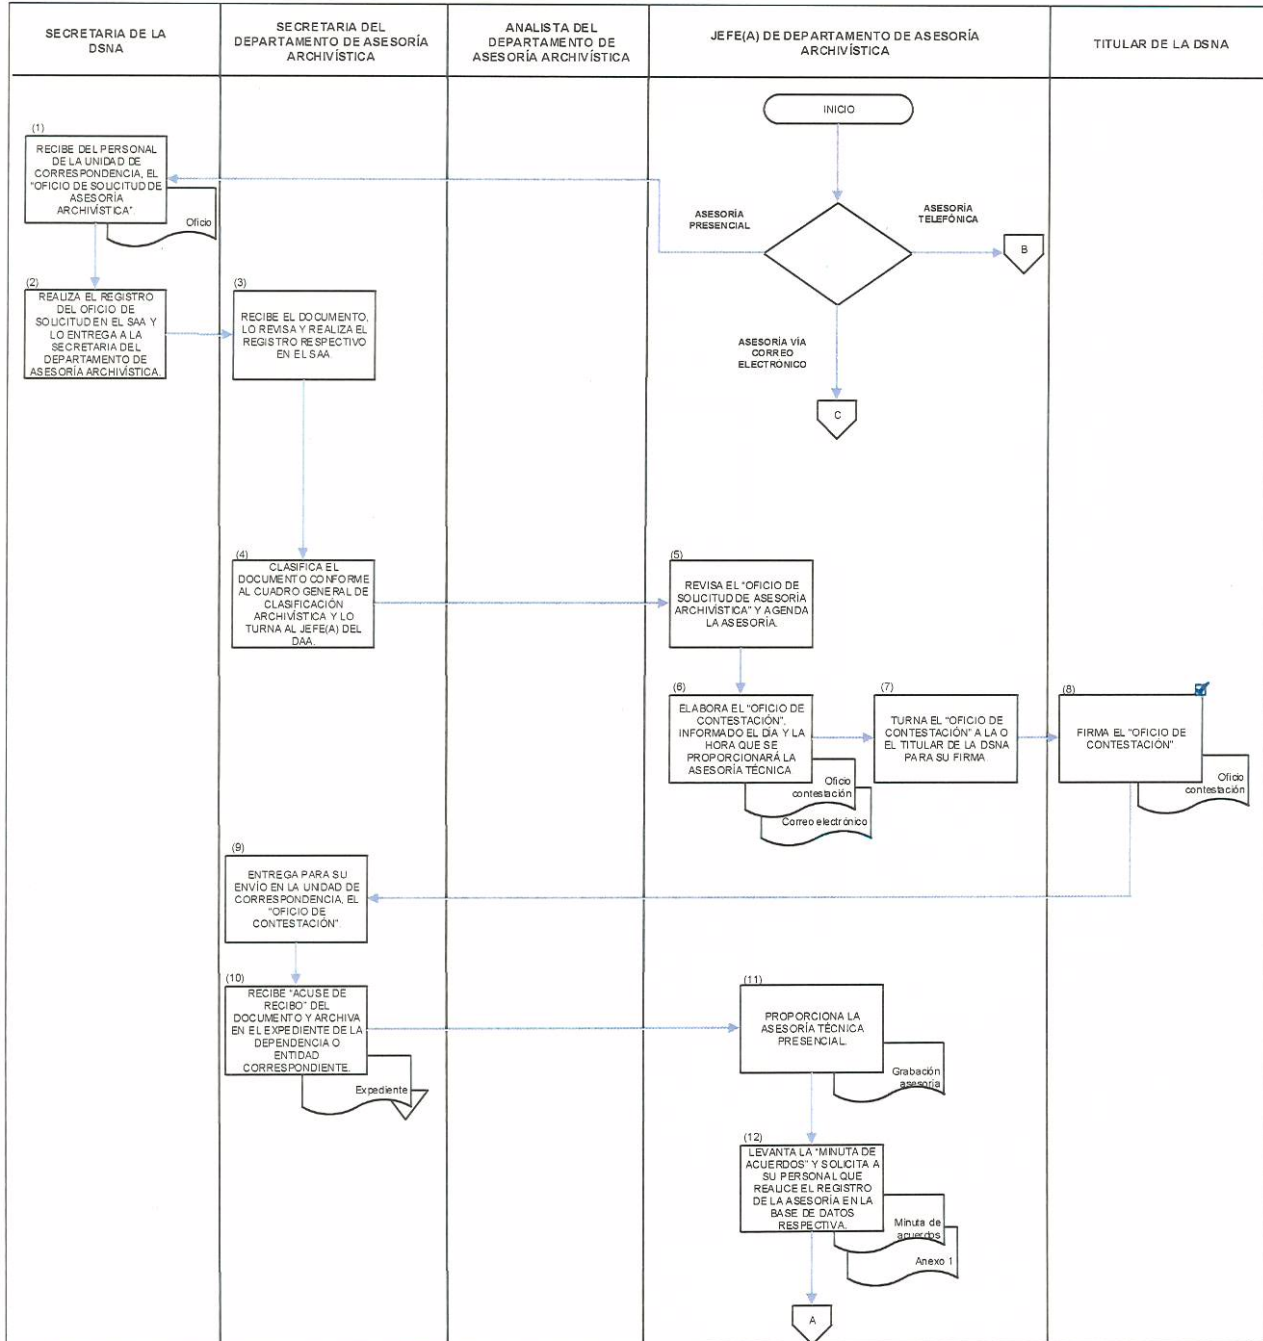 SECRETARIA DE LA
DSNA
SECRETARIA DEL
DEPARTAMENTO DE ASESORÍA
ARCHIVÍSTICA
ANALISTA DEL
DEPARTAMENTO DE
ASESORÍA ARCHIVÍSTICA
JEFE(A) DE DEPARTAMENTO DE ASESORÍA
ARCHIVÍSTICA
TITULAR DE LA DSNA
INICIO
ASESORÍA
PRESENCIAL
ASESORÍA
TELEFÓNICA
B
ASESORÍA VÍA
CORREO
ELECTRÓNICO
C
(1)
RECIBE DEL PERSONAL
DE LA UNIDAD DE
CORRESPONDENCIA, EL
"OFICIO DE SOLICITUD DE
ASESORÍA
ARCHIVÍSTICA".
Oficio
(2)
REALIZA EL REGISTRO
DEL OFICIO DE
SOLICITUD EN EL SAA Y
LO ENTREGA A LA
SECRETARIA DEL
DEPARTAMENTO DE
ASESORÍA ARCHIVÍSTICA.
(3)
RECIBE EL DOCUMENTO,
LO REVISA Y REALIZA EL
REGISTRO RESPECTIVO
EN EL SAA.
(4)
CLASIFICA EL
DOCUMENTO CONFORME
AL CUADRO GENERAL DE
CLASIFICACIÓN
ARCHIVÍSTICA Y LO
TURNA AL JEFE(A) DEL
DAA.
(5)
REVISA EL "OFICIO DE
SOLICITUD DE ASESORÍA
ARCHIVÍSTICA" Y AGENDA
LA ASESORÍA.
(6)
ELABORA EL "OFICIO DE
CONTESTACIÓN",
INFORMADO EL DÍA Y LA
HORA QUE SE
PROPORCIONARÁ LA
ASESORÍA TÉCNICA
Oficio
contestación
Correo electrónico
(7)
TURNA EL "OFICIO DE
CONTESTACIÓN" A LA O
EL TITULAR DE LA DSNA
PARA SU FIRMA
(8)
FIRMA EL "OFICIO DE
CONTESTACIÓN"
Oficio
contestación
(9)
ENTREGA PARA SU
ENVÍO EN LA UNIDAD DE
CORRESPONDENCIA, EL
"OFICIO DE
CONTESTACIÓN"
(10)
RECIBE "ACUSE DE
RECIBO" DEL
DOCUMENTO Y ARCHIVA
EN EL EXPEDIENTE DE LA
DEPENDENCIA O
ENTIDAD
CORRESPONDIENTE.
Expediente
(11)
PROPORCIONA LA
ASESORÍA TÉCNICA
PRESENCIAL.
Grabación
asesoría
(12)
LEVANTA LA "MINUTA DE
ACUERDOS" Y SOLICITA A
SU PERSONAL QUE
REALICE EL REGISTRO
DE LA ASESORÍA EN LA
BASE DE DATOS
RESPECTIVA.
Minuta de
acuerdos
Anexo 1
A